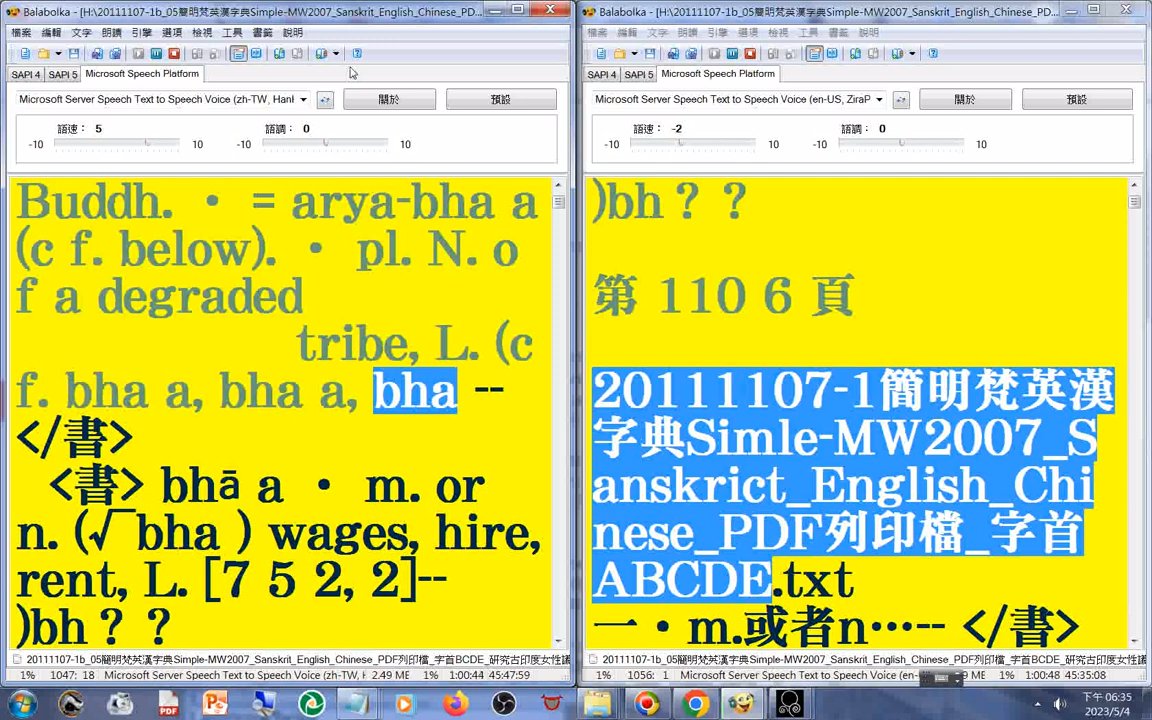 Balabolka - [H:\20111107-1b_05簡明梵英漢字典Simple-MW2007_Sanskrit_English_Chinese_PD...
檔案 編輯 文字 朗讀 引擎 選項 檢視 工具 書籤 說明
SAPI 4 SAPI 5 Microsoft Speech Platform
Microsoft Server Speech Text to Speech Voice (zh-TW, Hanl
關於 預設
語速： 5 語調： 0
-10 10 -10 10
Buddh. • = arya-bha a
(c f. below). • pl. N. o
f a degraded
tribe, L. (c
f. bha a, bha a, bha --
</書>
<書> bhā a • m. or
n. (√ bha ) wages, hire,
rent, L. [7 5 2, 2]--
)bh ? ?
20111107-1b_05簡明梵英漢字典Simple-MW2007_Sanskrit_English_Chinese_PDF列印檔_字首BCDE_研究古印度女性議
1% 1047: 18 Microsoft Server Speech Text to Speech Voice (zh-TW, H 2.49 MB 1% 1:00:44 45:47:59
Balabolka - [H:\20111107-1b_05簡明梵英漢字典Simple-MW2007_Sanskrit_English_Chinese_PD...
檔案 編輯 文字 朗讀 引擎 選項 檢視 工具 書籤 說明
SAPI 4 SAPI 5 Microsoft Speech Platform
Microsoft Server Speech Text to Speech Voice (en-US, ZiraP
關於 預設
語速： -2 語調： 0
-10 10 -10 10
)bh ? ?
第 110 6 頁
20111107-1簡明梵英漢
字典Simle-MW2007_S
anskrict_English_Chi
nese_PDF列印檔_字首
ABCDE.txt
一•m.或者n…-- </書>
20111107-1b_05簡明梵英漢字典Simple-MW2007_Sanskrit_English_Chinese_PDF列印檔_字首BCDE_研究古印度女性議
1% 1056: 1 Microsoft Server Speech Text to Speech Voice 9 MB 1% 1:00:48 45:35:08
下午 06:35
2023/5/4